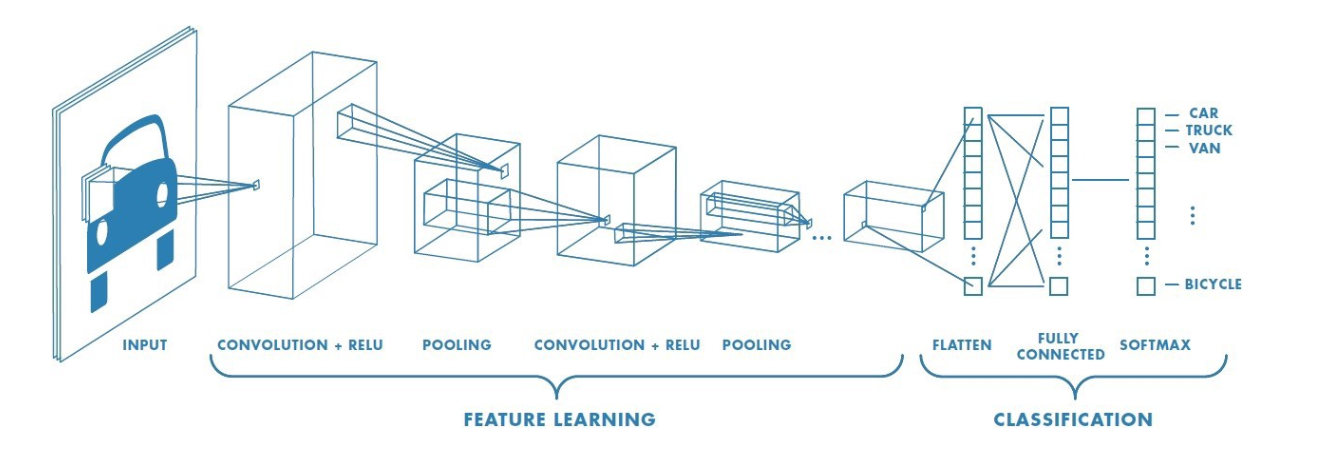 CAR
TRUCK
VAN
BICYCLE
INPUT
CONVOLUTION + RELU
POOLING
CONVOLUTION + RELU
POOLING
FLATTEN
FULLY
CONNECTED
SOFTMAX
FEATURE LEARNING
CLASSIFICATION